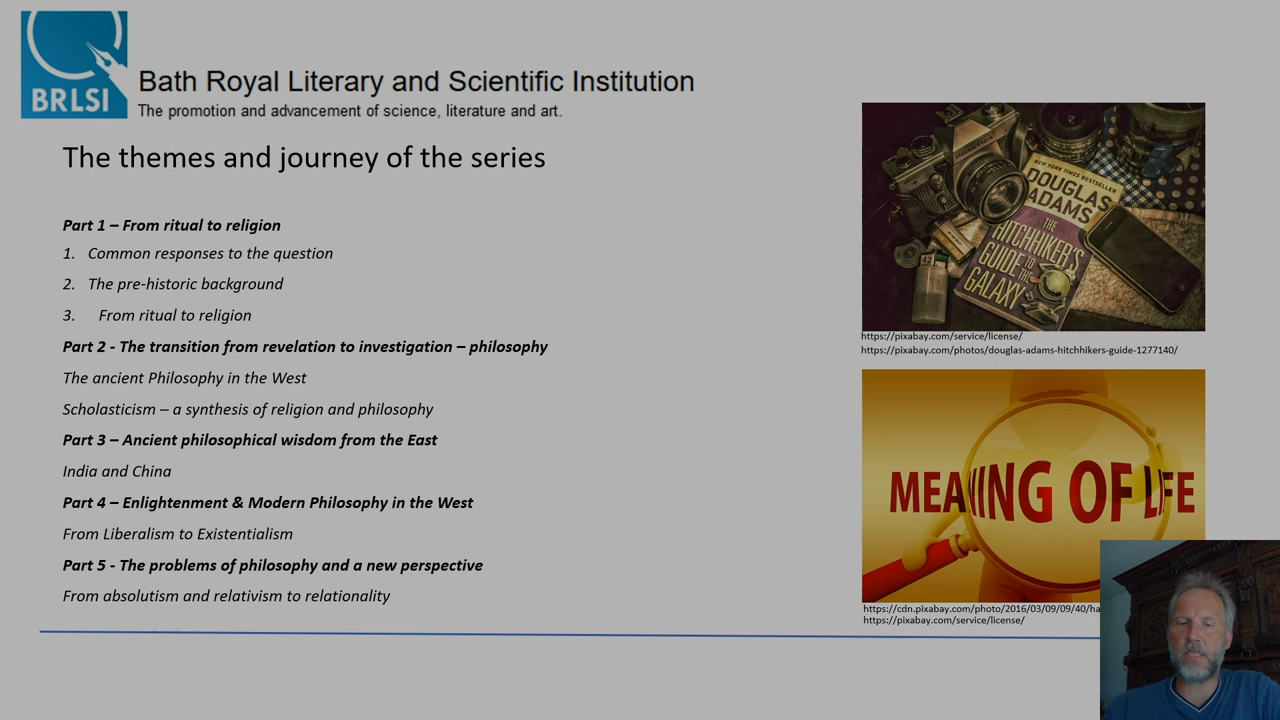 BRLSI
Bath Royal Literary and Scientific Institution
The promotion and advancement of science, literature and art.
The themes and journey of the series
Part 1 – From ritual to religion
1. Common responses to the question
2. The pre-historic background
3. From ritual to religion
Part 2 - The transition from revelation to investigation – philosophy
The ancient Philosophy in the West
Scholasticism – a synthesis of religion and philosophy
Part 3 – Ancient philosophical wisdom from the East
India and China
Part 4 – Enlightenment & Modern Philosophy in the West
From Liberalism to Existentialism
Part 5 - The problems of philosophy and a new perspective
From absolutism and relativism to relationality
NEW YORK TIMES BESTSELLER
DOUGLAS
ADAMS
THE
HITCHHIKER'S
GUIDE TO
THE
GALAXY
42
https://pixabay.com/service/license/
https://pixabay.com/photos/douglas-adams-hitchhikers-guide-1277140/
MEANING OF LIFE
https://cdn.pixabay.com/photo/2016/03/09/09/40/ha
https://pixabay.com/service/license/